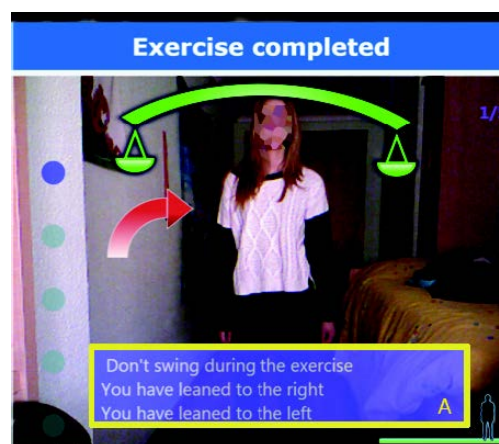 Exercise completed
1/
Don't swing during the exercise
You have leaned to the right
You have leaned to the left
A